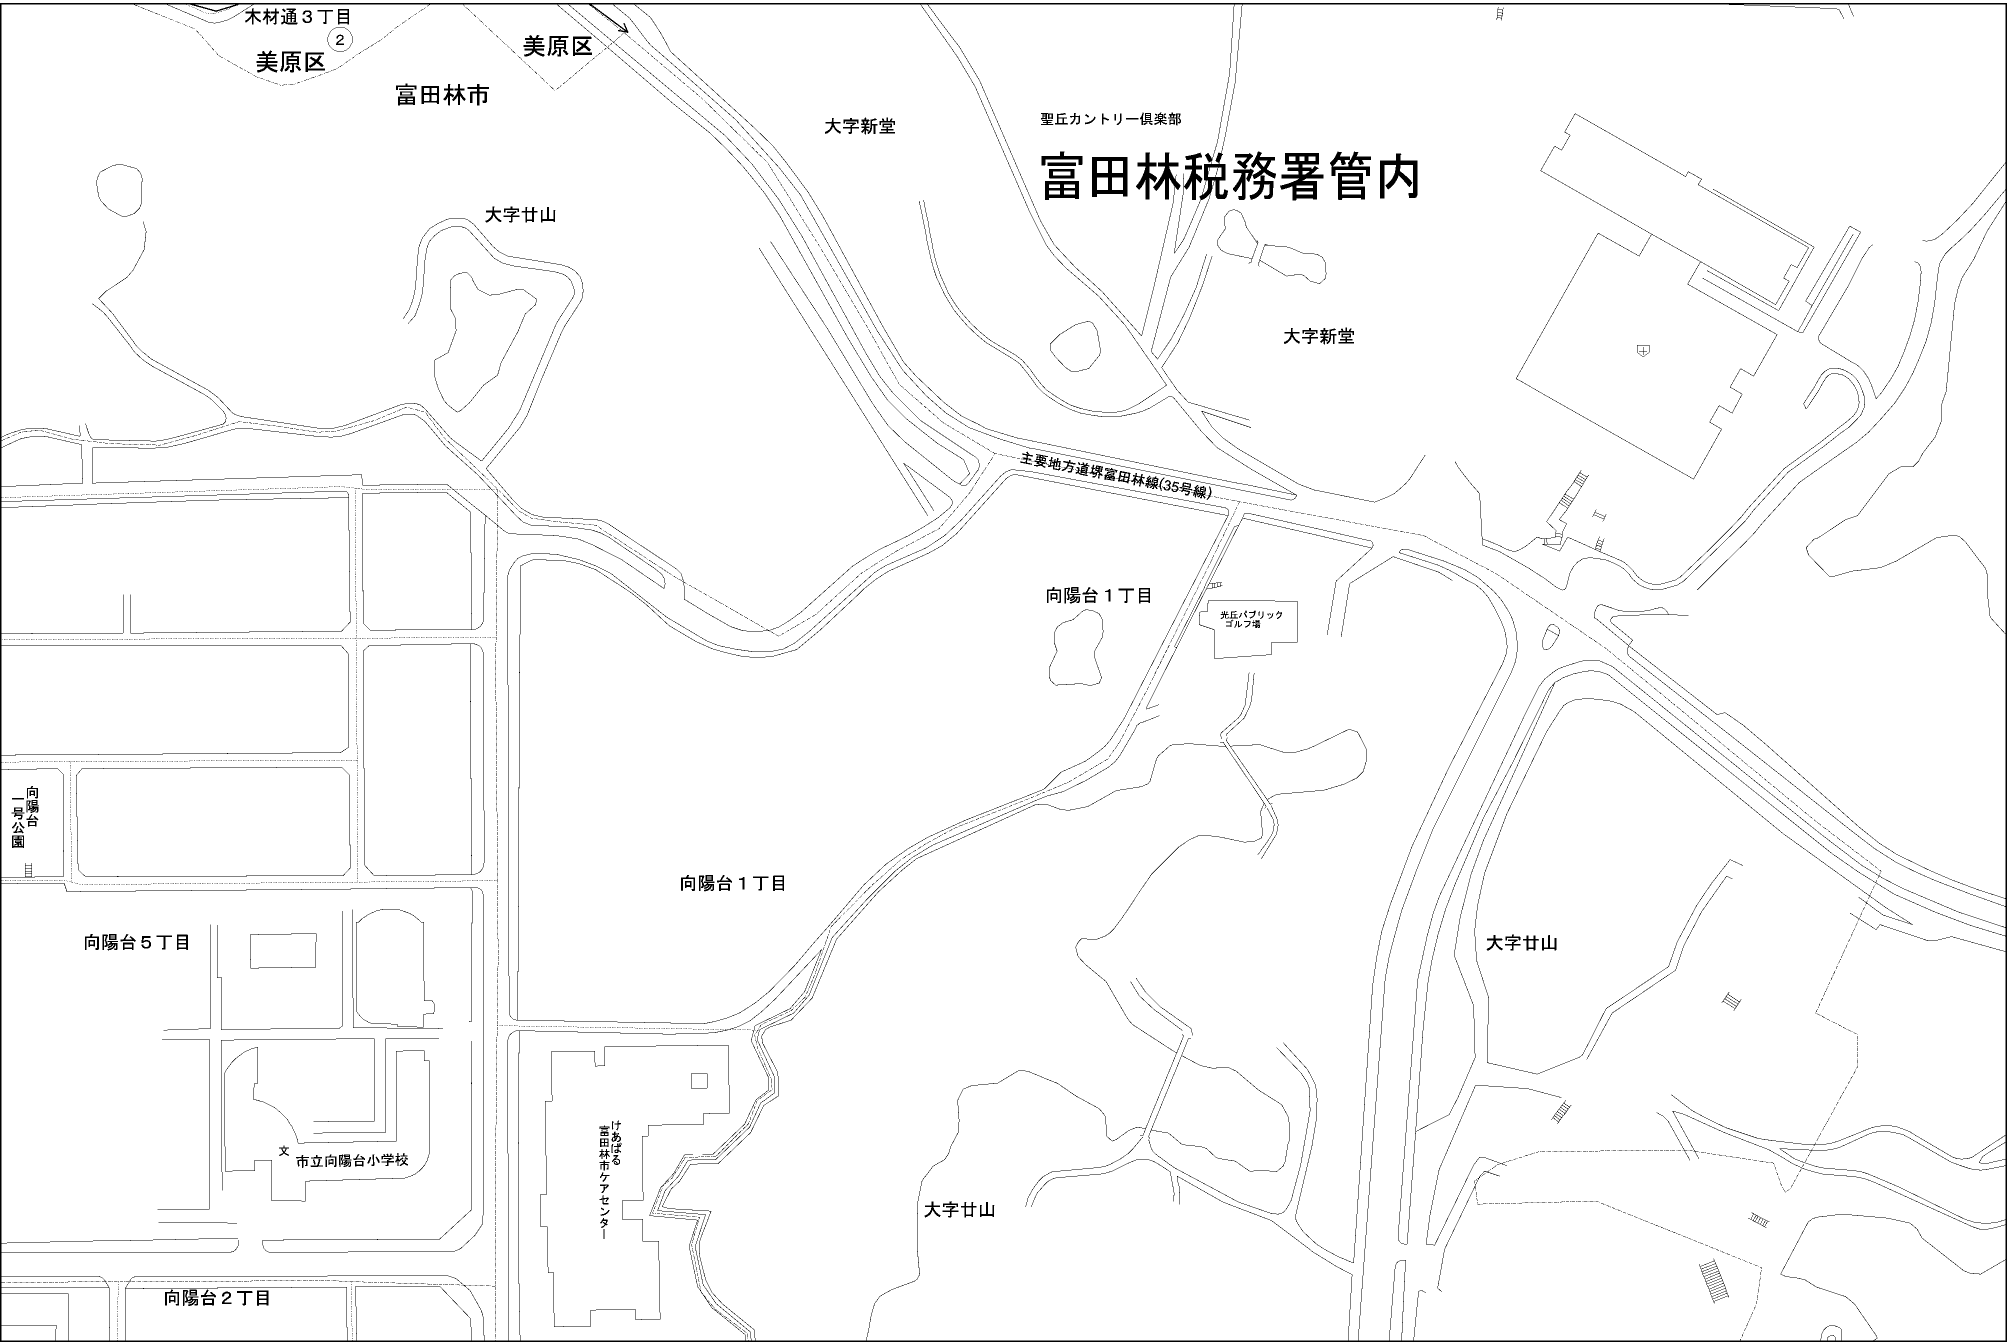 木材通３丁目
②
美原区
美原区
富田林市
大字新堂
聖丘カントリー倶楽部
富田林税務署管内
大字廿山
大字新堂
主要地方道堺富田林線(35号線)
向陽台１丁目
光丘パブリック
ゴルフ場
向陽台
一号公園
向陽台１丁目
向陽台５丁目
大字廿山
文
市立向陽台小学校
けあぱる
富田林市ケアセンター
大字廿山
向陽台２丁目